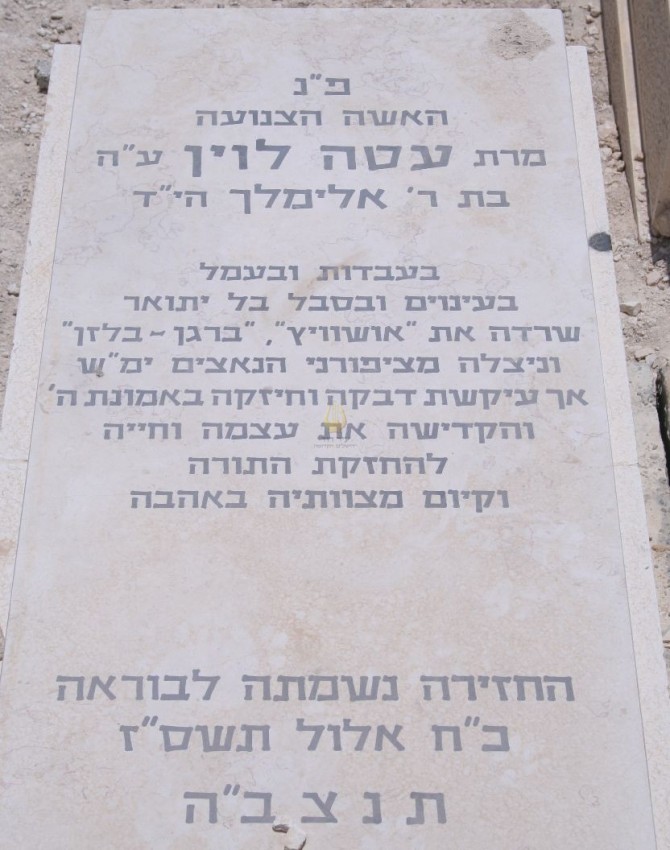 פ"נ
האשה הצנועה
מרת עטה לוין ע"ה
בת ר' אלימלך הי"ד
בעבדות ובעמל
בעינוים ובסבל בל יתואר
שרדה את "אושוויץ", "ברגן-בלזן"
וניצלה מציפורני הנאצים ימ"ש
אך עיקשת דבקה וחיזקה באמונת ה'
והקדישה את עצמה וחייה
להחזקת התורה
וקיום מצוותיה באהבה
החזירה נשמתה לבוראה
כ"ח אלול תשס"ז
ת נ צ ב"ה